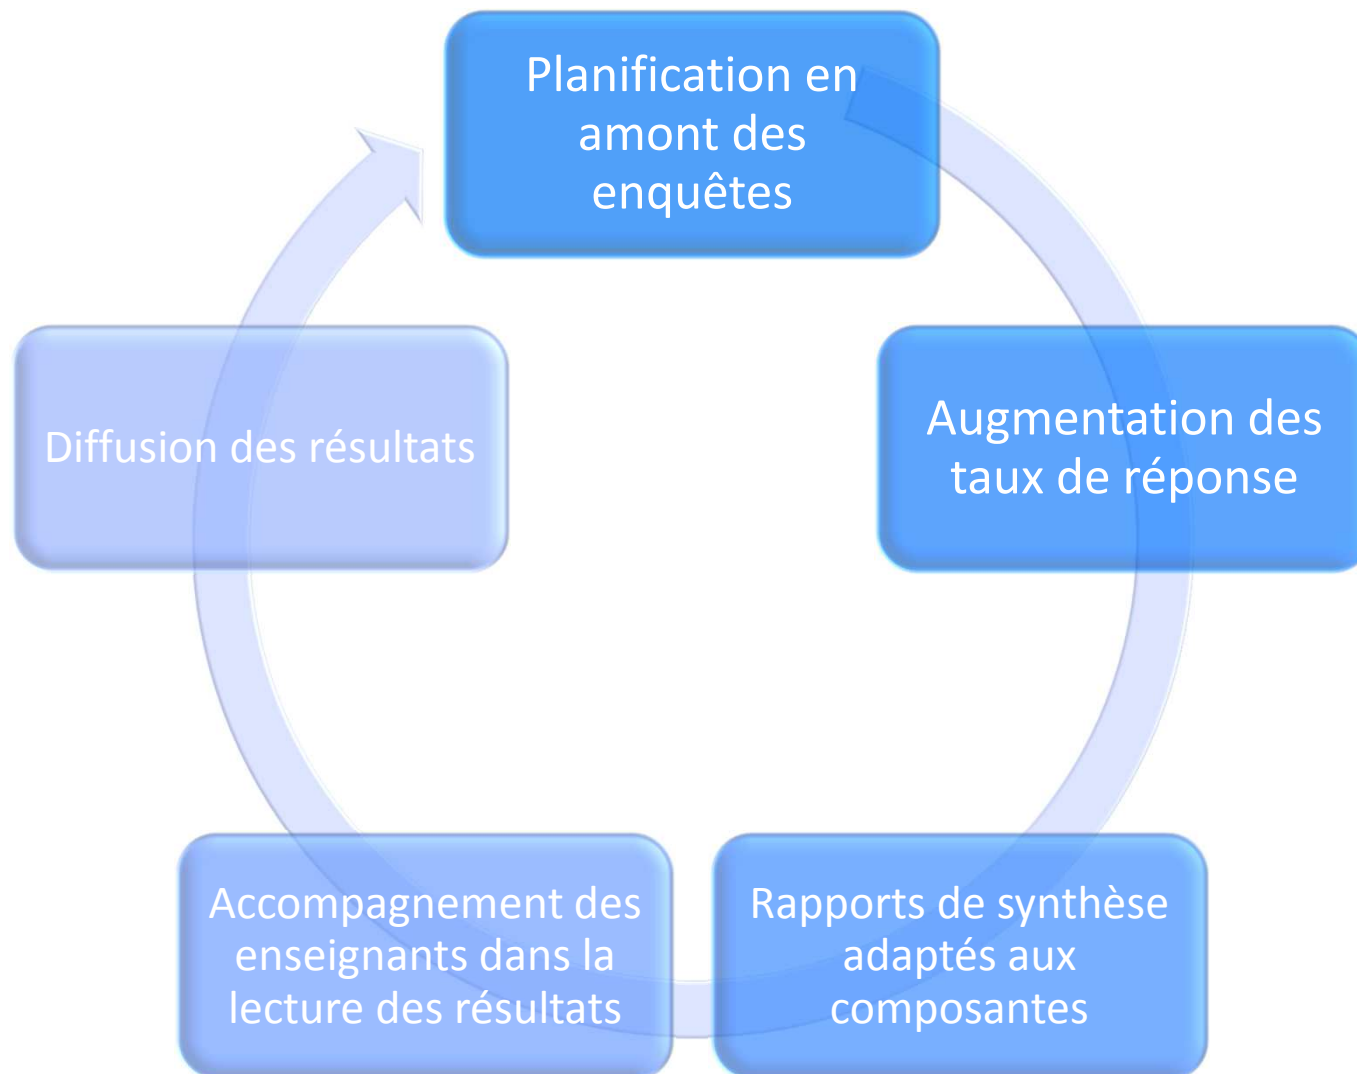 Planification en
amont des
enquêtes
Augmentation des
taux de réponse
Rapports de synthèse
adaptés aux
composantes
Accompagnement des
enseignants dans la
lecture des résultats
Diffusion des résultats